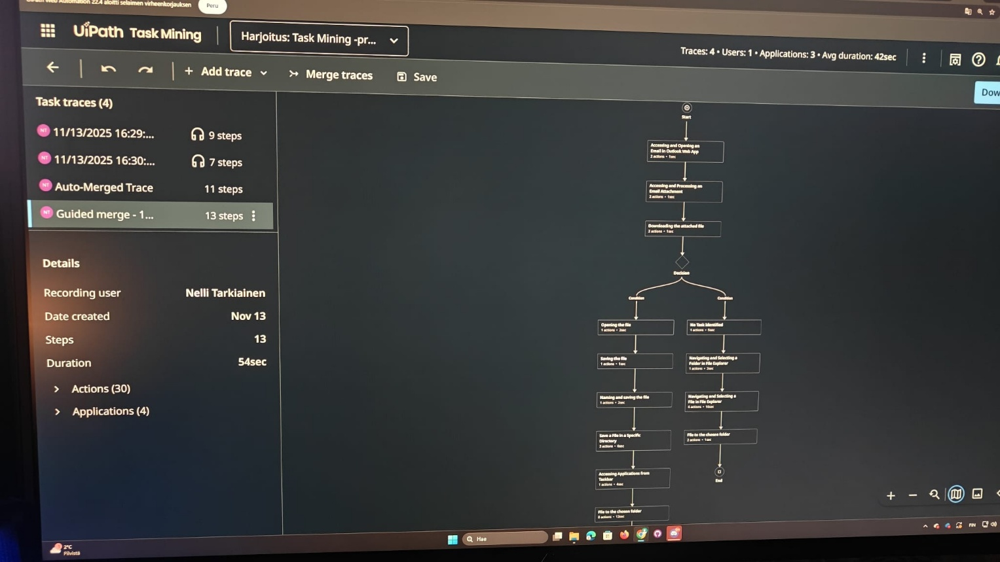 UiPath Web Automation 22.4 aloitti selaimen virheenkorjauksen
Peru
UiPath Task Mining
Harjoitus: Task Mining -pr...
Traces: 4 • Users: 1 • Applications: 3 • Avg duration: 42sec
+ Add trace
Merge traces
Save
Dow
Task traces (4)
NT 11/13/2025 16:29:... 9 steps
NT 11/13/2025 16:30:... 7 steps
NT Auto-Merged Trace 11 steps
NT Guided merge - 1... 13 steps
Details
Recording user Nelli Tarkiainen
Date created Nov 13
Steps 13
Duration 54sec
Actions (30)
Applications (4)
Start
Accessing and Opening an
Email in Outlook Web App
2 actions • 1sec
Accessing and Processing an
Email Attachment
2 actions • 1sec
Downloading the attached file
2 actions • 1sec
Decision
Condition
Condition
Opening the file
1 actions • 2sec
Saving the file
1 actions • 1sec
Naming and saving the file
1 actions • 2sec
Save a File in a Specific
Directory
2 actions • 6sec
Accessing Applications from
Taskbar
1 actions • 4sec
File to the chosen folder
8 actions • 12sec
No Task Identified
1 actions • 5sec
Navigating and Selecting a
Folder in File Explorer
1 actions • 2sec
Navigating and Selecting a
File in File Explorer
6 actions • 16sec
File to the chosen folder
2 actions • 1sec
End
2°C
Pilvistä
Hae
FIN